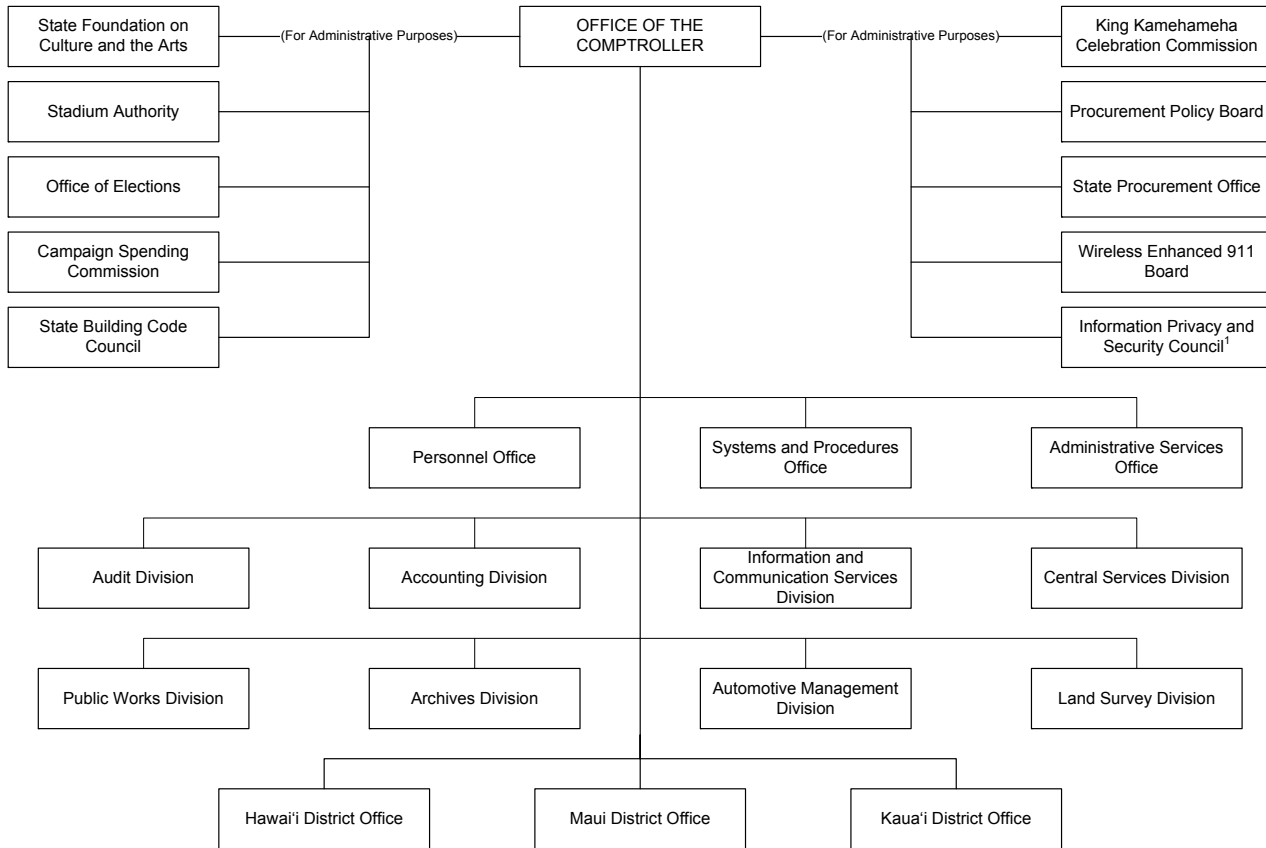 State Foundation on
Culture and the Arts
(For Administrative Purposes)
OFFICE OF THE
COMPTROLLER
(For Administrative Purposes)
King Kamehameha
Celebration Commission
Stadium Authority
Procurement Policy Board
Office of Elections
State Procurement Office
Campaign Spending
Commission
Wireless Enhanced 911
Board
State Building Code
Council
Information Privacy and
Security Council¹
Personnel Office
Systems and Procedures
Office
Administrative Services
Office
Audit Division
Accounting Division
Information and
Communication Services
Division
Central Services Division
Public Works Division
Archives Division
Automotive Management
Division
Land Survey Division
Hawai‘i District Office
Maui District Office
Kaua‘i District Office